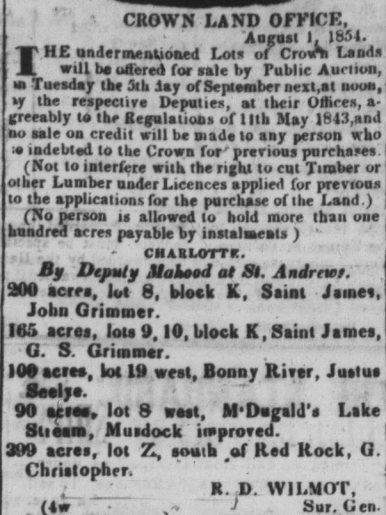 CROWN LAND OFFICE,
August 1, 1854.
THE undermentioned Lots of Crown Lands
will be offered for sale by Public Auction,
on Tuesday the 5th day of September next, at noon,
by the respective Deputies, at their Offices, a-
greeably to the Regulations of 11th May 1843, and
no sale on credit will be made to any person who
is indebted to the Crown for previous purchases.
(Not to interfere with the right to cut Timber or
other Lumber under Licences applied for previous
to the applications for the purchase of the Land.)
(No person is allowed to hold more than one
hundred acres payable by instalments )
CHARLOTTE.
By Deputy Mahood at St. Andrews.
200 acres, lot 8, block K, Saint James,
John Grimmer.
165 acres, lots 9, 10, block K, Saint James,
G. S. Grimmer.
100 acres, lot 19 west, Bonny River, Justus
Seelye.
90 acres, lot 8 west, M'Dugald's Lake
Stream, Murdock improved.
399 acres, lot Z, south of Red Rock, G.
Christopher.
R. D. WILMOT,
(4w Sur. Gen.